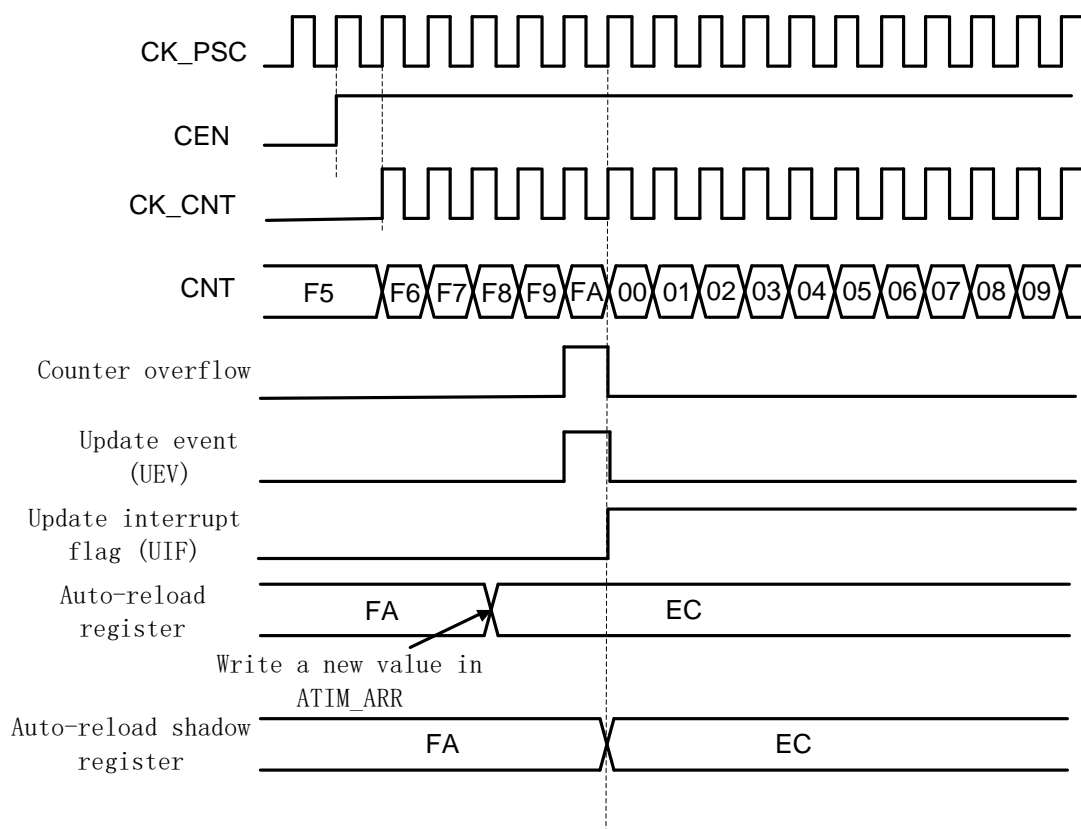 CK_PSC
CEN
CK_CNT
CNT F5 F6 F7 F8 F9 FA 00 01 02 03 04 05 06 07 08 09
Counter overflow
Update event
(UEV)
Update interrupt
flag (UIF)
Auto-reload
register
FA EC
Write a new value in
ATIM_ARR
Auto-reload shadow
register
FA EC